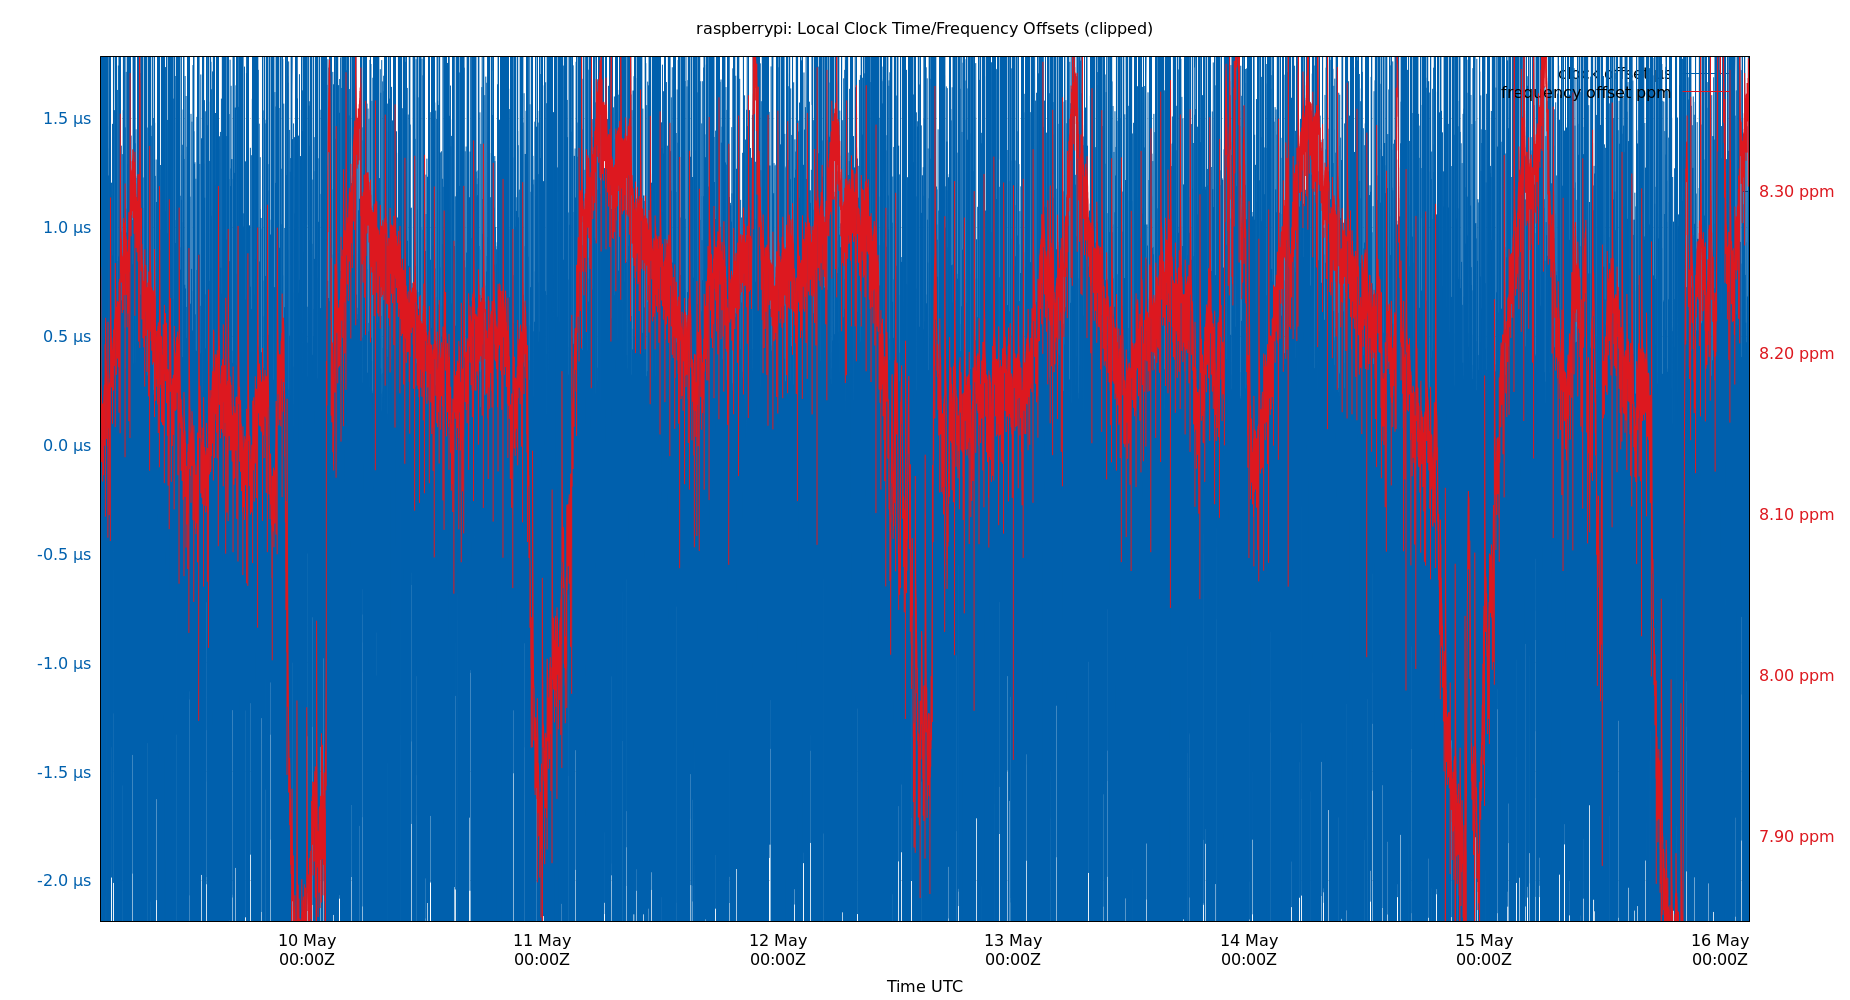 raspberrypi: Local Clock Time/Frequency Offsets (clipped)
clock offset µs
frequency offset ppm
1.5 µs
1.0 µs
0.5 µs
0.0 µs
-0.5 µs
-1.0 µs
-1.5 µs
-2.0 µs
8.30 ppm
8.20 ppm
8.10 ppm
8.00 ppm
7.90 ppm
10 May 11 May 12 May 13 May 14 May 15 May 16 May
00:00Z 00:00Z 00:00Z 00:00Z 00:00Z 00:00Z 00:00Z
Time UTC